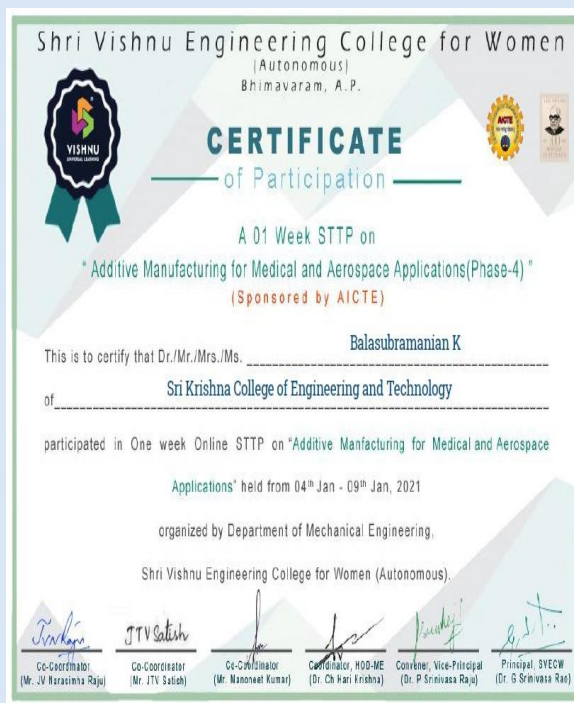 Shri Vishnu Engineering College for Women
(Autonomous)
Bhimavaram, A.P.
VISHNU
UNIVERSAL LEARNING
AICTE
CERTIFICATE
of Participation
A 01 Week STTP on
" Additive Manufacturing for Medical and Aerospace Applications(Phase-4) "
(Sponsored by AICTE)
This is to certify that Dr./Mr./Mrs./Ms. Balasubramanian K
of Sri Krishna College of Engineering and Technology
participated in One week Online STTP on "Additive Manfacturing for Medical and Aerospace
Applications" held from 04th Jan - 09th Jan, 2021
organized by Department of Mechanical Engineering,
Shri Vishnu Engineering College for Women (Autonomous).
JTV Satish
Co-Coordinator Co-Coordinator Co-Coordinator Coordinator, HOD-ME Convener, Vice-Principal Principal, SVECW
(Mr. JV Narasimha Raju) (Mr. JTV Satish) (Mr. Manoneet Kumar) (Dr. Ch Hari Krishna) (Dr. P Srinivasa Raju) (Dr. G Srinivasa Rao)